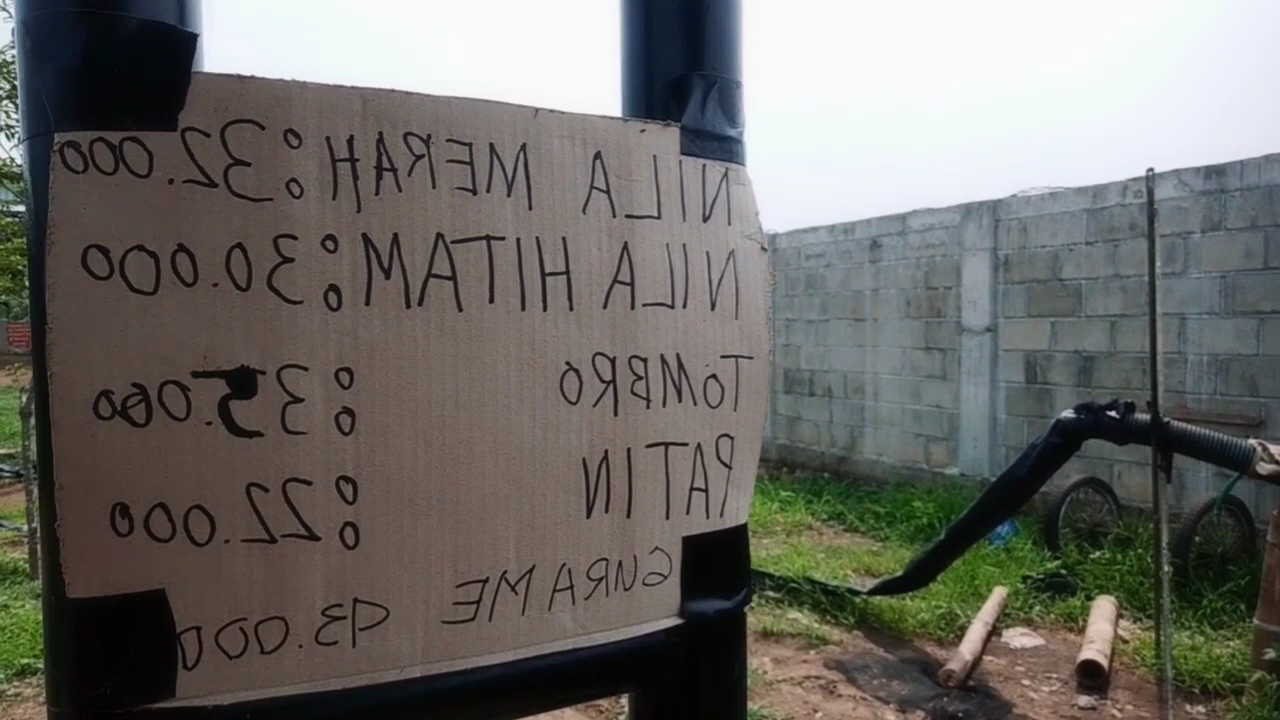 NILA MERAH : 32.000
NILA HITAM : 30.000
TOMBRO : 35.000
PATIN : 22.000
GURAME 43.000